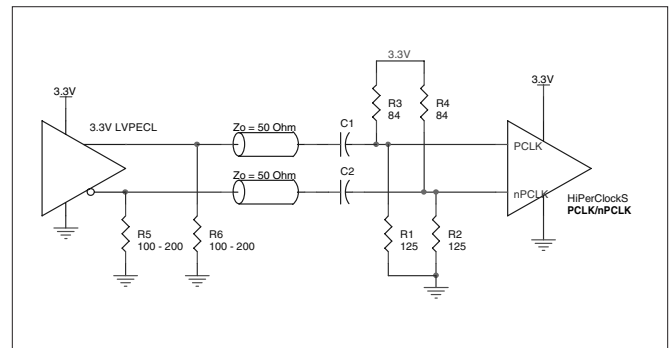 3.3V
3.3V LVPECL
R5
100 - 200
R6
100 - 200
Zo = 50 Ohm
Zo = 50 Ohm
C1
C2
3.3V
R3
84
R4
84
R1
125
R2
125
3.3V
PCLK
nPCLK
HiPerClockS
PCLK/nPCLK